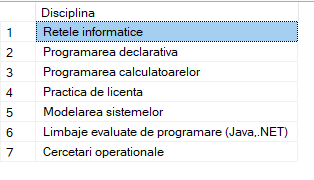 Disciplina
1 Retele informatice
2 Programarea declarativa
3 Programarea calculatoarelor
4 Practica de licenta
5 Modelarea sistemelor
6 Limbaje evaluate de programare (Java,.NET)
7 Cercetari operationale